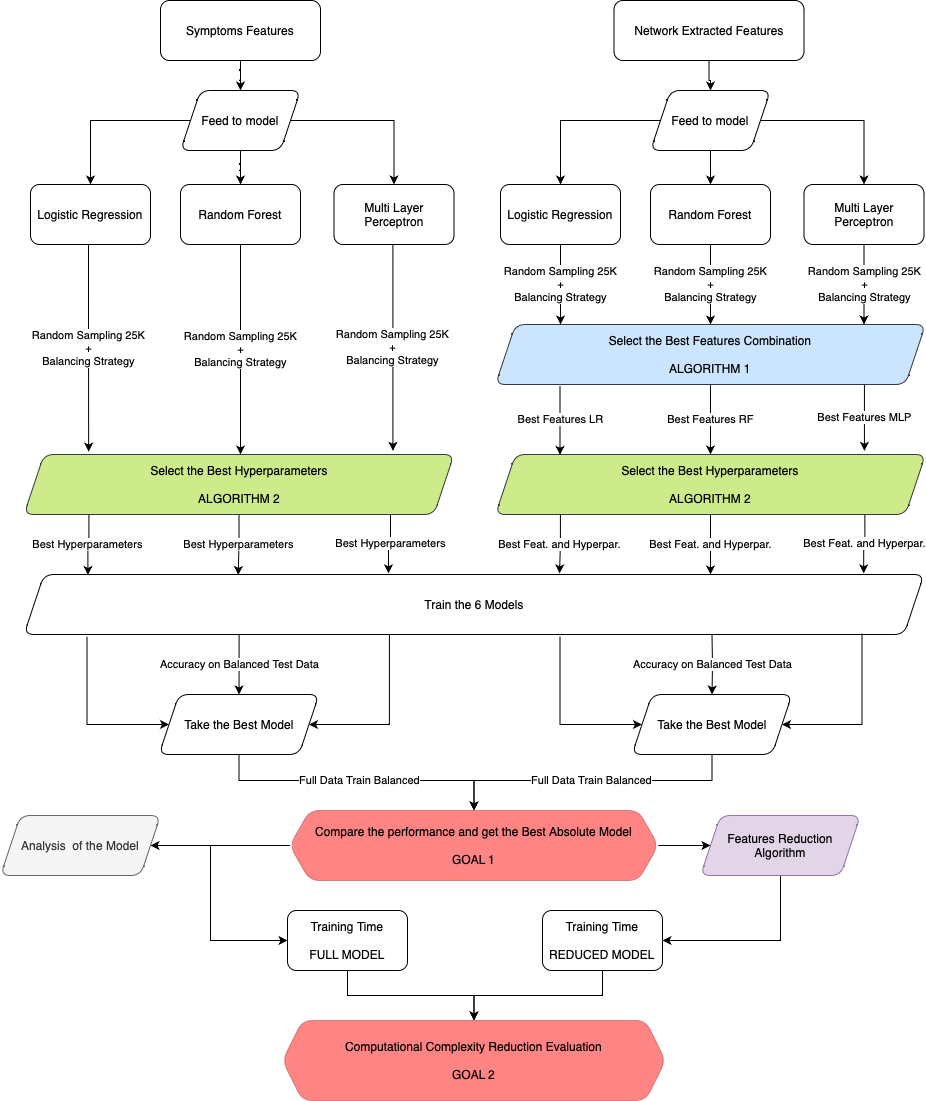 Symptoms Features
Network Extracted Features
Feed to model
Feed to model
Logistic Regression
Random Forest
Multi Layer
Perceptron
Logistic Regression
Random Forest
Multi Layer
Perceptron
Random Sampling 25K
+
Balancing Strategy
Random Sampling 25K
+
Balancing Strategy
Random Sampling 25K
+
Balancing Strategy
Random Sampling 25K
+
Balancing Strategy
Random Sampling 25K
+
Balancing Strategy
Random Sampling 25K
+
Balancing Strategy
Select the Best Features Combination
ALGORITHM 1
Best Features LR
Best Features RF
Best Features MLP
Select the Best Hyperparameters
ALGORITHM 2
Select the Best Hyperparameters
ALGORITHM 2
Best Hyperparameters
Best Hyperparameters
Best Hyperparameters
Best Feat. and Hyperpar.
Best Feat. and Hyperpar.
Best Feat. and Hyperpar.
Train the 6 Models
Accuracy on Balanced Test Data
Accuracy on Balanced Test Data
Take the Best Model
Take the Best Model
Full Data Train Balanced
Full Data Train Balanced
Compare the performance and get the Best Absolute Model
GOAL 1
Analysis of the Model
Features Reduction
Algorithm
Training Time
FULL MODEL
Training Time
REDUCED MODEL
Computational Complexity Reduction Evaluation
GOAL 2